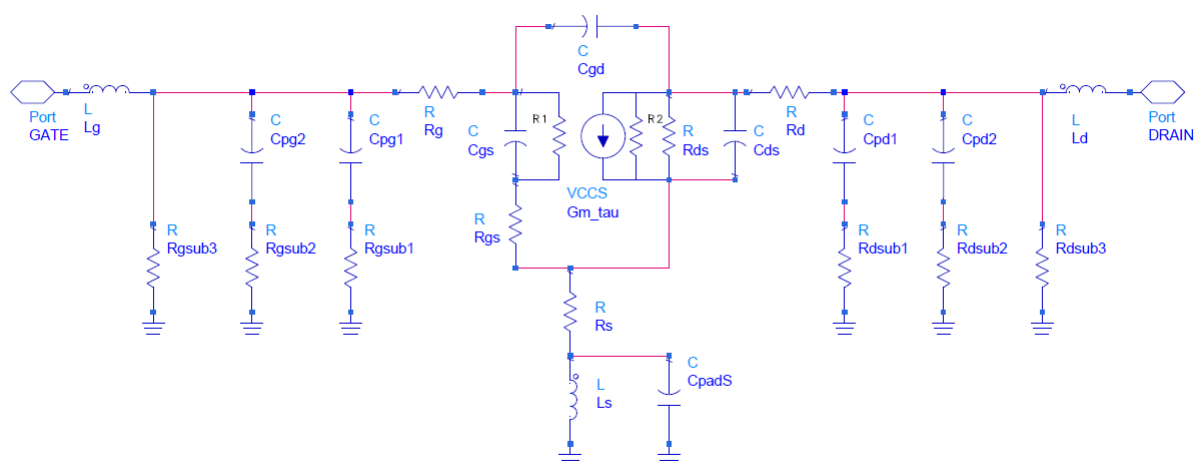 C
Cgd
Port
GATE
L
Lg
C
Cpg2
C
Cpg1
R
Rg
C
Cgs
R1
R2
R
Rds
C
Cds
R
Rd
C
Cpd1
C
Cpd2
L
Ld
Port
DRAIN
VCCS
Gm_tau
R
Rgsub3
R
Rgsub2
R
Rgsub1
R
Rgs
R
Rdsub1
R
Rdsub2
R
Rdsub3
R
Rs
L
Ls
C
CpadS